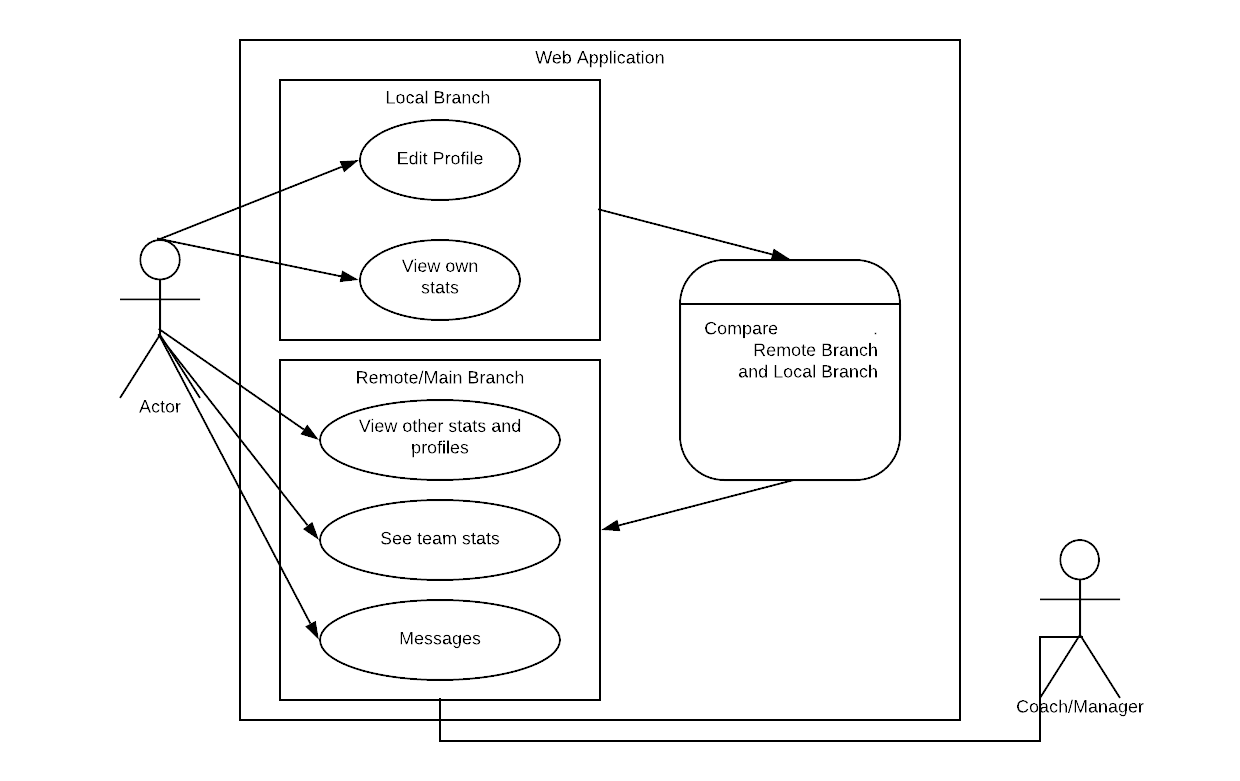 Web Application
Local Branch
Edit Profile
View own
stats
Actor
Compare .
Remote Branch
and Local Branch
Remote/Main Branch
View other stats and
profiles
See team stats
Messages
Coach/Manager